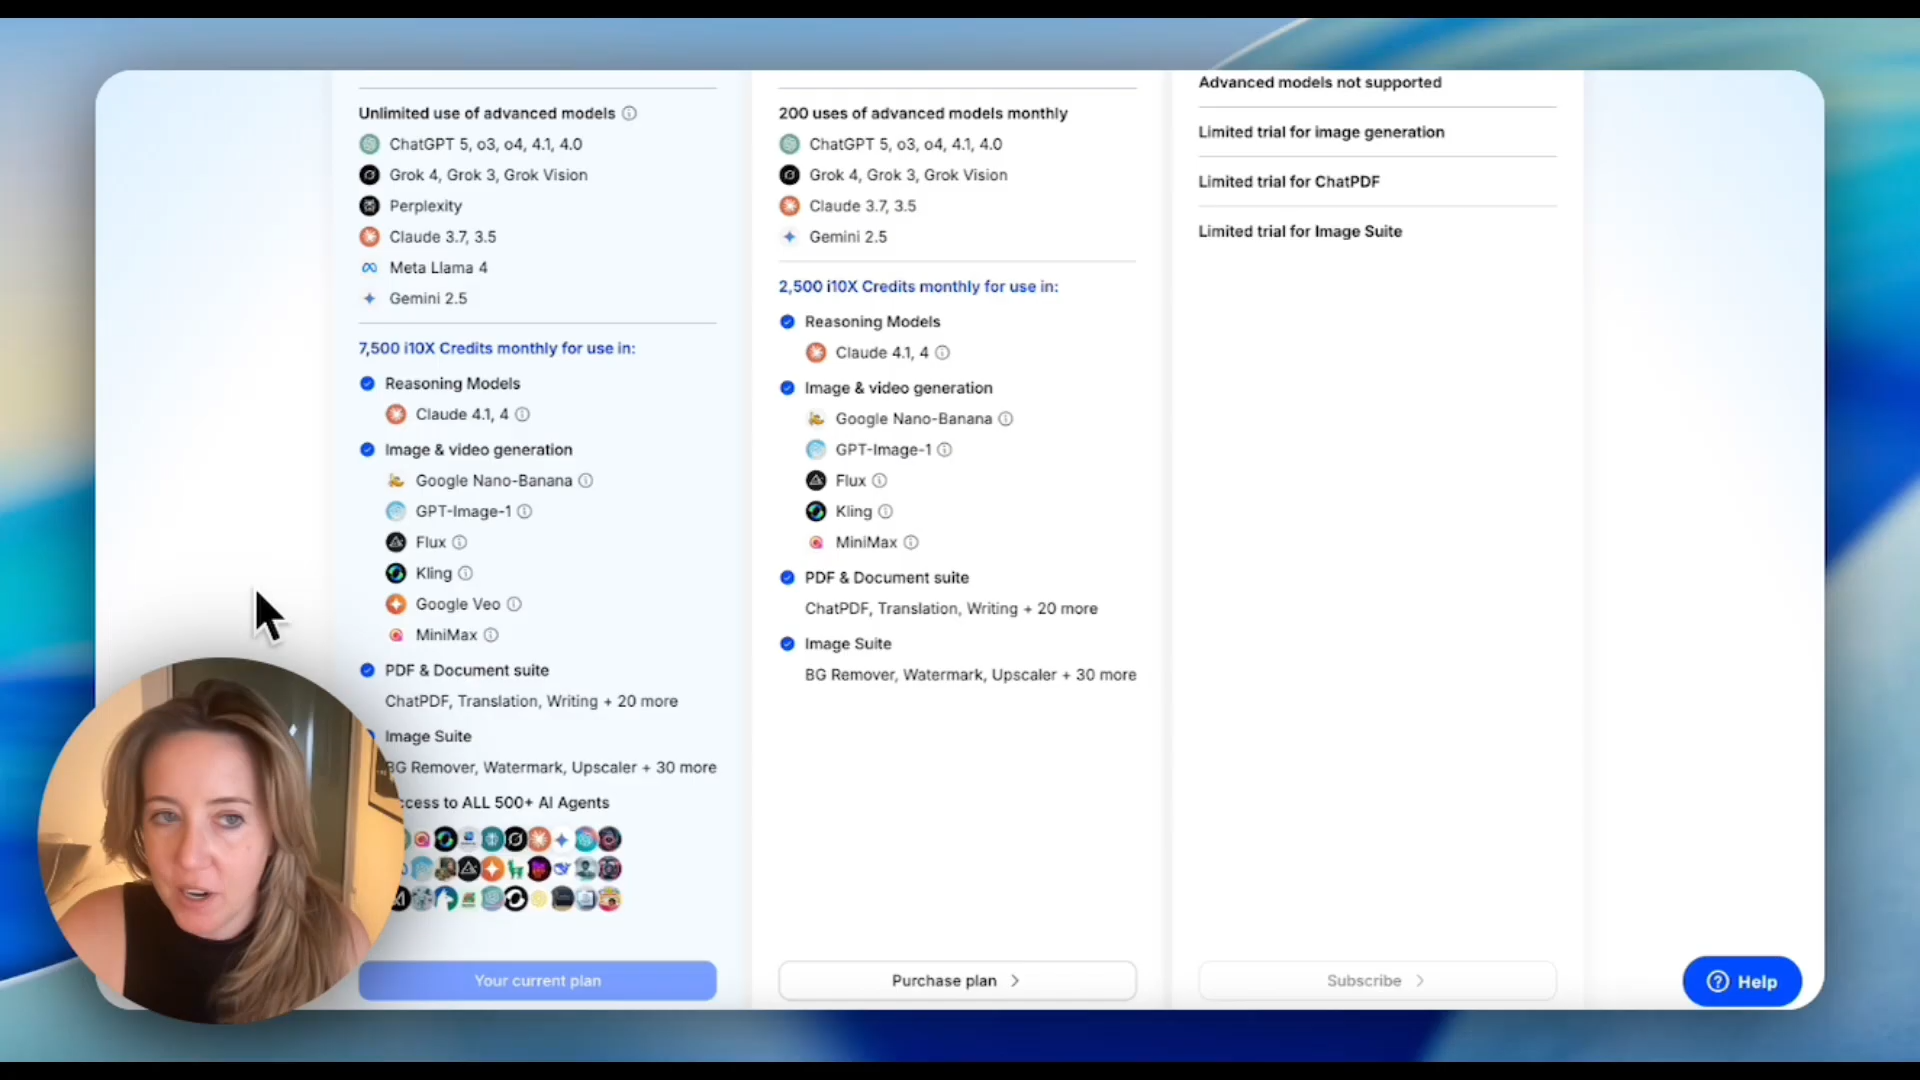 Unlimited use of advanced models
ChatGPT 5, o3, o4, 4.1, 4.0
Grok 4, Grok 3, Grok Vision
Perplexity
Claude 3.7, 3.5
Meta Llama 4
Gemini 2.5
7,500 i10X Credits monthly for use in:
Reasoning Models
Claude 4.1, 4
Image & video generation
Google Nano-Banana
GPT-Image-1
Flux
Kling
Google Veo
MiniMax
PDF & Document suite
ChatPDF, Translation, Writing + 20 more
Image Suite
BG Remover, Watermark, Upscaler + 30 more
ccess to ALL 500+ AI Agents
Your current plan
200 uses of advanced models monthly
ChatGPT 5, o3, o4, 4.1, 4.0
Grok 4, Grok 3, Grok Vision
Claude 3.7, 3.5
Gemini 2.5
2,500 i10X Credits monthly for use in:
Reasoning Models
Claude 4.1, 4
Image & video generation
Google Nano-Banana
GPT-Image-1
Flux
Kling
MiniMax
PDF & Document suite
ChatPDF, Translation, Writing + 20 more
Image Suite
BG Remover, Watermark, Upscaler + 30 more
Purchase plan
Advanced models not supported
Limited trial for image generation
Limited trial for ChatPDF
Limited trial for Image Suite
Subscribe
Help